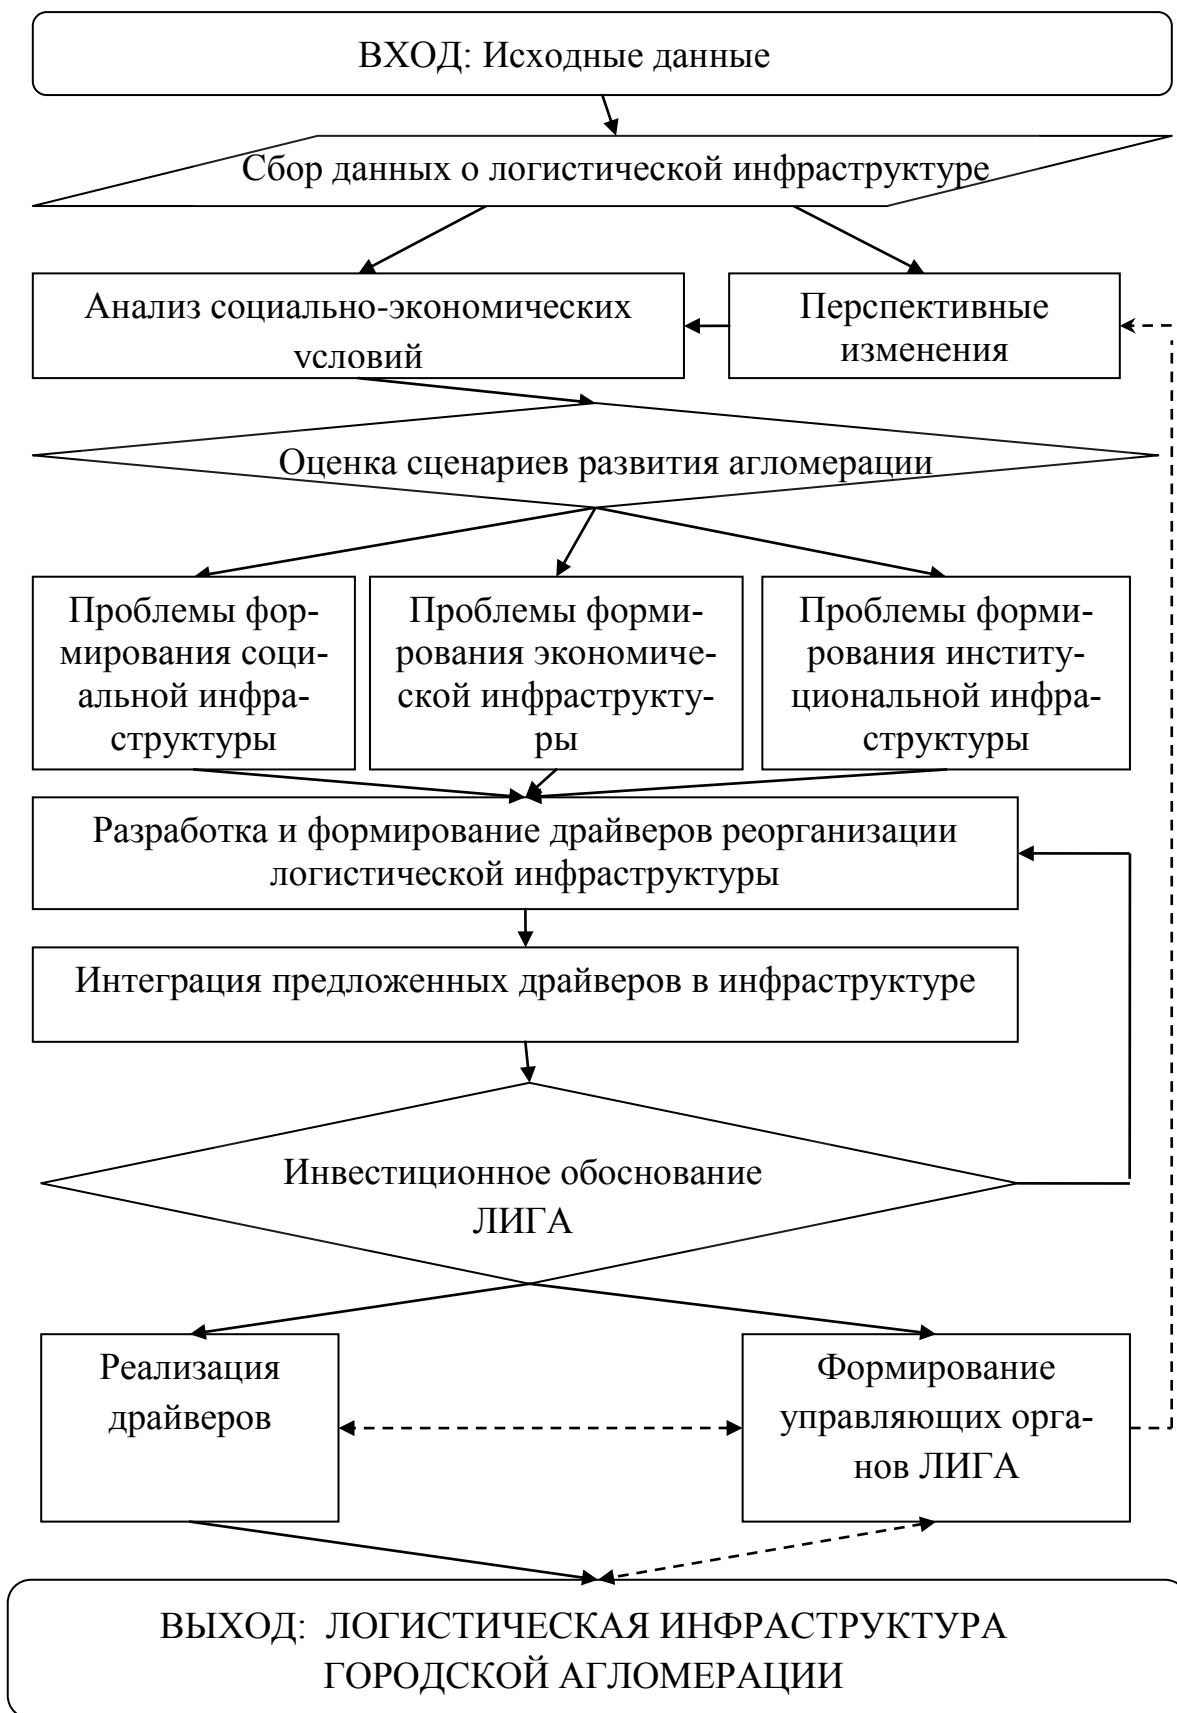 ВХОД: Исходные данные
Сбор данных о логистической инфраструктуре
Анализ социально-экономических
условий
Перспективные
изменения
Оценка сценариев развития агломерации
Проблемы фор-
мирования соци-
альной инфра-
структуры
Проблемы форми-
рования экономиче-
ской инфраструкту-
ры
Проблемы форми-
рования институ-
циональной инфра-
структуры
Разработка и формирование драйверов реорганизации
логистической инфраструктуры
Интеграция предложенных драйверов в инфраструктуре
Инвестиционное обоснование
ЛИГА
Реализация
драйверов
Формирование
управляющих орга-
нов ЛИГА
ВЫХОД: ЛОГИСТИЧЕСКАЯ ИНФРАСТРУКТУРА
ГОРОДСКОЙ АГЛОМЕРАЦИИ